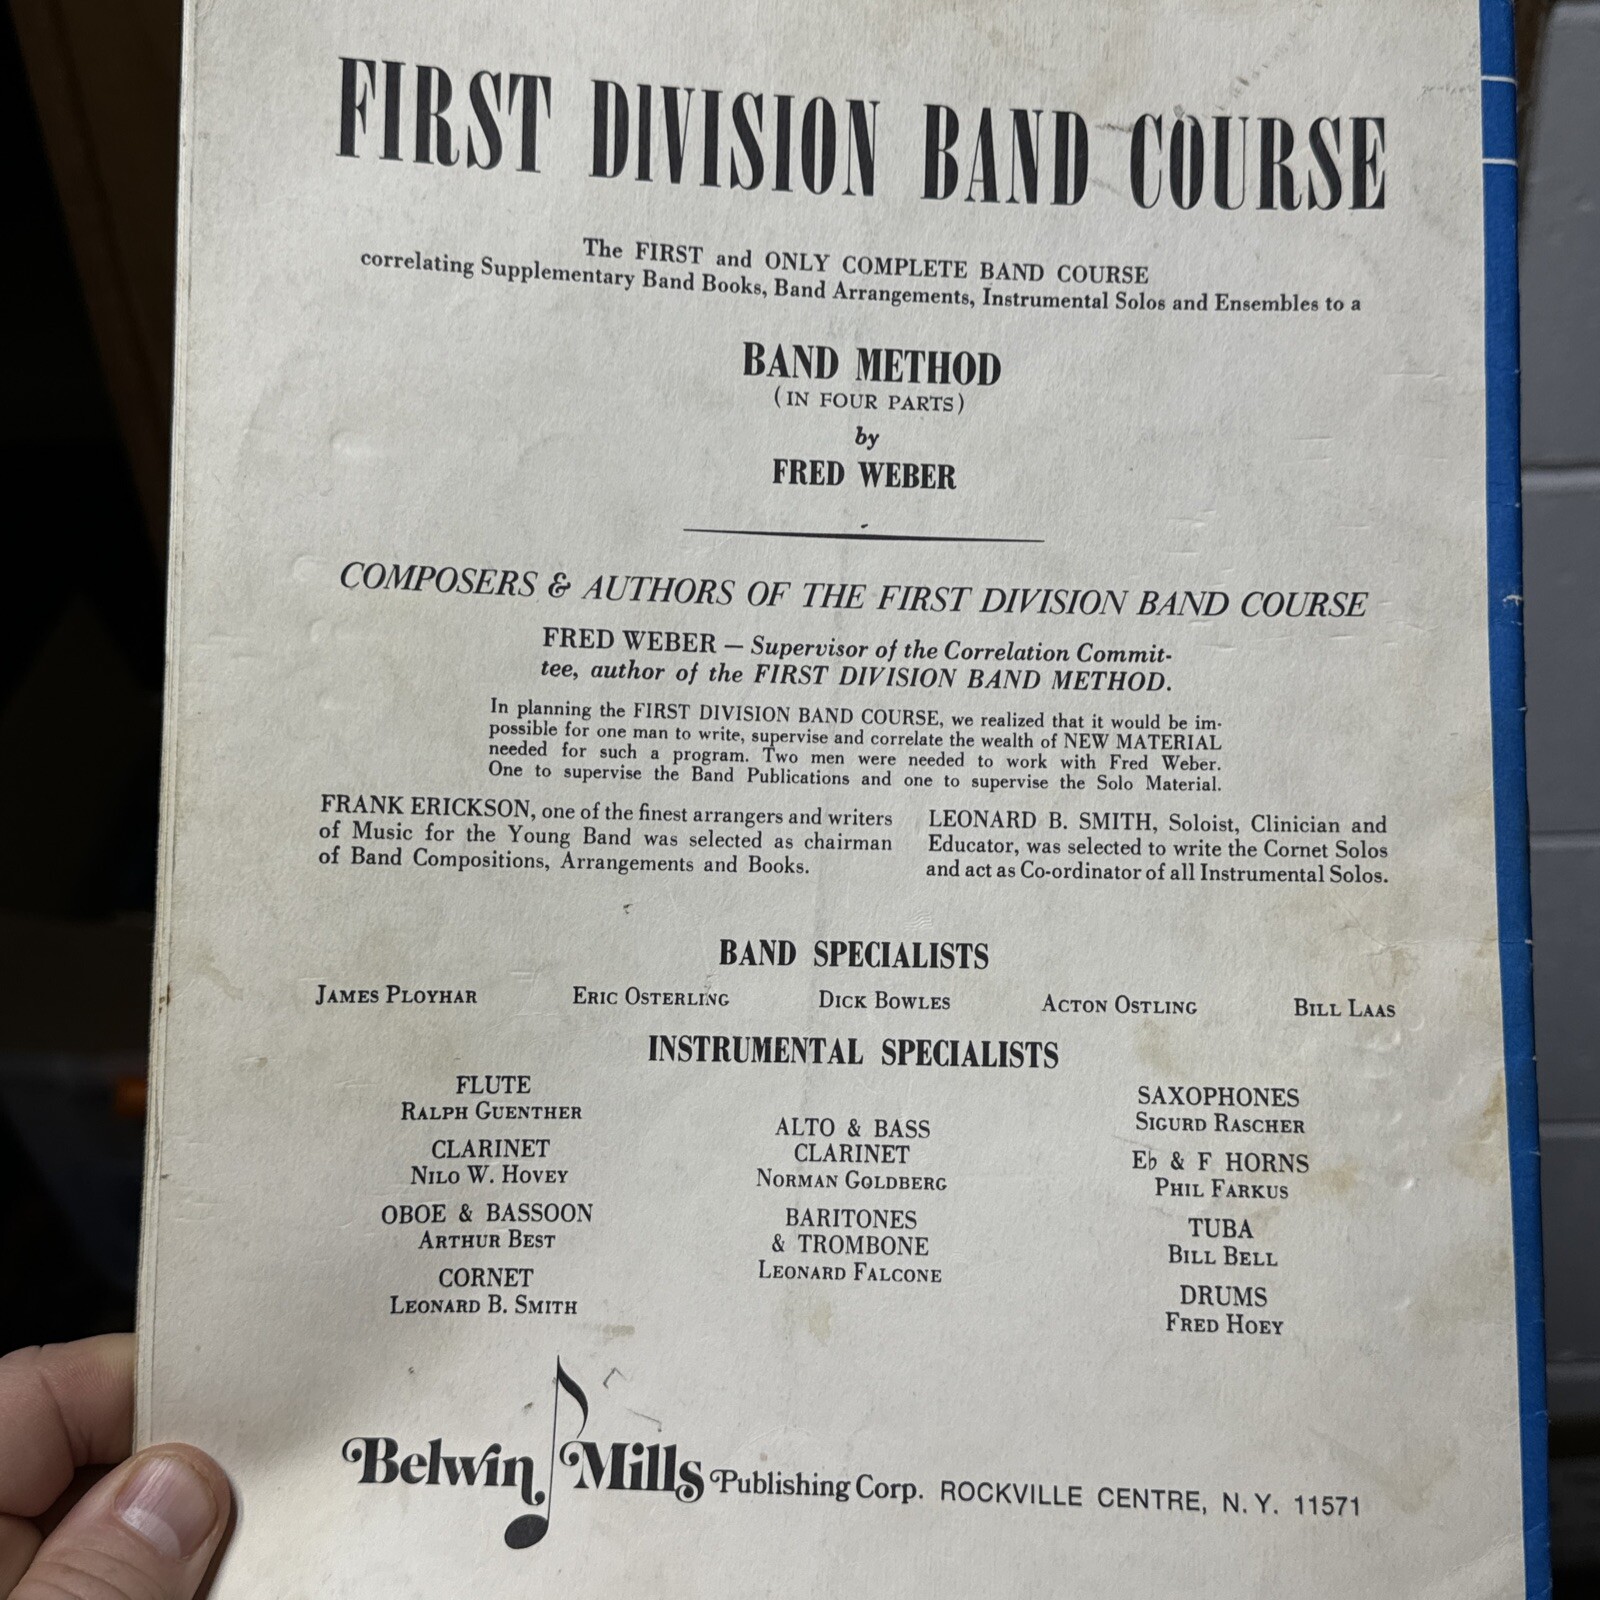 FIRST DIVISION BAND COURSE
The FIRST and ONLY COMPLETE BAND COURSE
correlating Supplementary Band Books, Band Arrangements, Instrumental Solos and Ensembles to a
BAND METHOD
(IN FOUR PARTS)
by
FRED WEBER
COMPOSERS & AUTHORS OF THE FIRST DIVISION BAND COURSE
FRED WEBER — Supervisor of the Correlation Commit-
tee, author of the FIRST DIVISION BAND METHOD.
In planning the FIRST DIVISION BAND COURSE, we realized that it would be im-
possible for one man to write, supervise and correlate the wealth of NEW MATERIAL
needed for such a program. Two men were needed to work with Fred Weber.
One to supervise the Band Publications and one to supervise the Solo Material.
FRANK ERICKSON, one of the finest arrangers and writers
of Music for the Young Band was selected as chairman
of Band Compositions, Arrangements and Books.
LEONARD B. SMITH, Soloist, Clinician and
Educator, was selected to write the Cornet Solos
and act as Co-ordinator of all Instrumental Solos.
BAND SPECIALISTS
JAMES PLOYHAR ERIC OSTERLING DICK BOWLES ACTON OSTLING BILL LAAS
INSTRUMENTAL SPECIALISTS
FLUTE
RALPH GUENTHER
CLARINET
NILO W. HOVEY
OBOE & BASSOON
ARTHUR BEST
CORNET
LEONARD B. SMITH
ALTO & BASS
CLARINET
NORMAN GOLDBERG
BARITONES
& TROMBONE
LEONARD FALCONE
SAXOPHONES
SIGURD RASCHER
E♭ & F HORNS
PHIL FARKUS
TUBA
BILL BELL
DRUMS
FRED HOEY
Belwin Mills Publishing Corp. ROCKVILLE CENTRE, N. Y. 11571